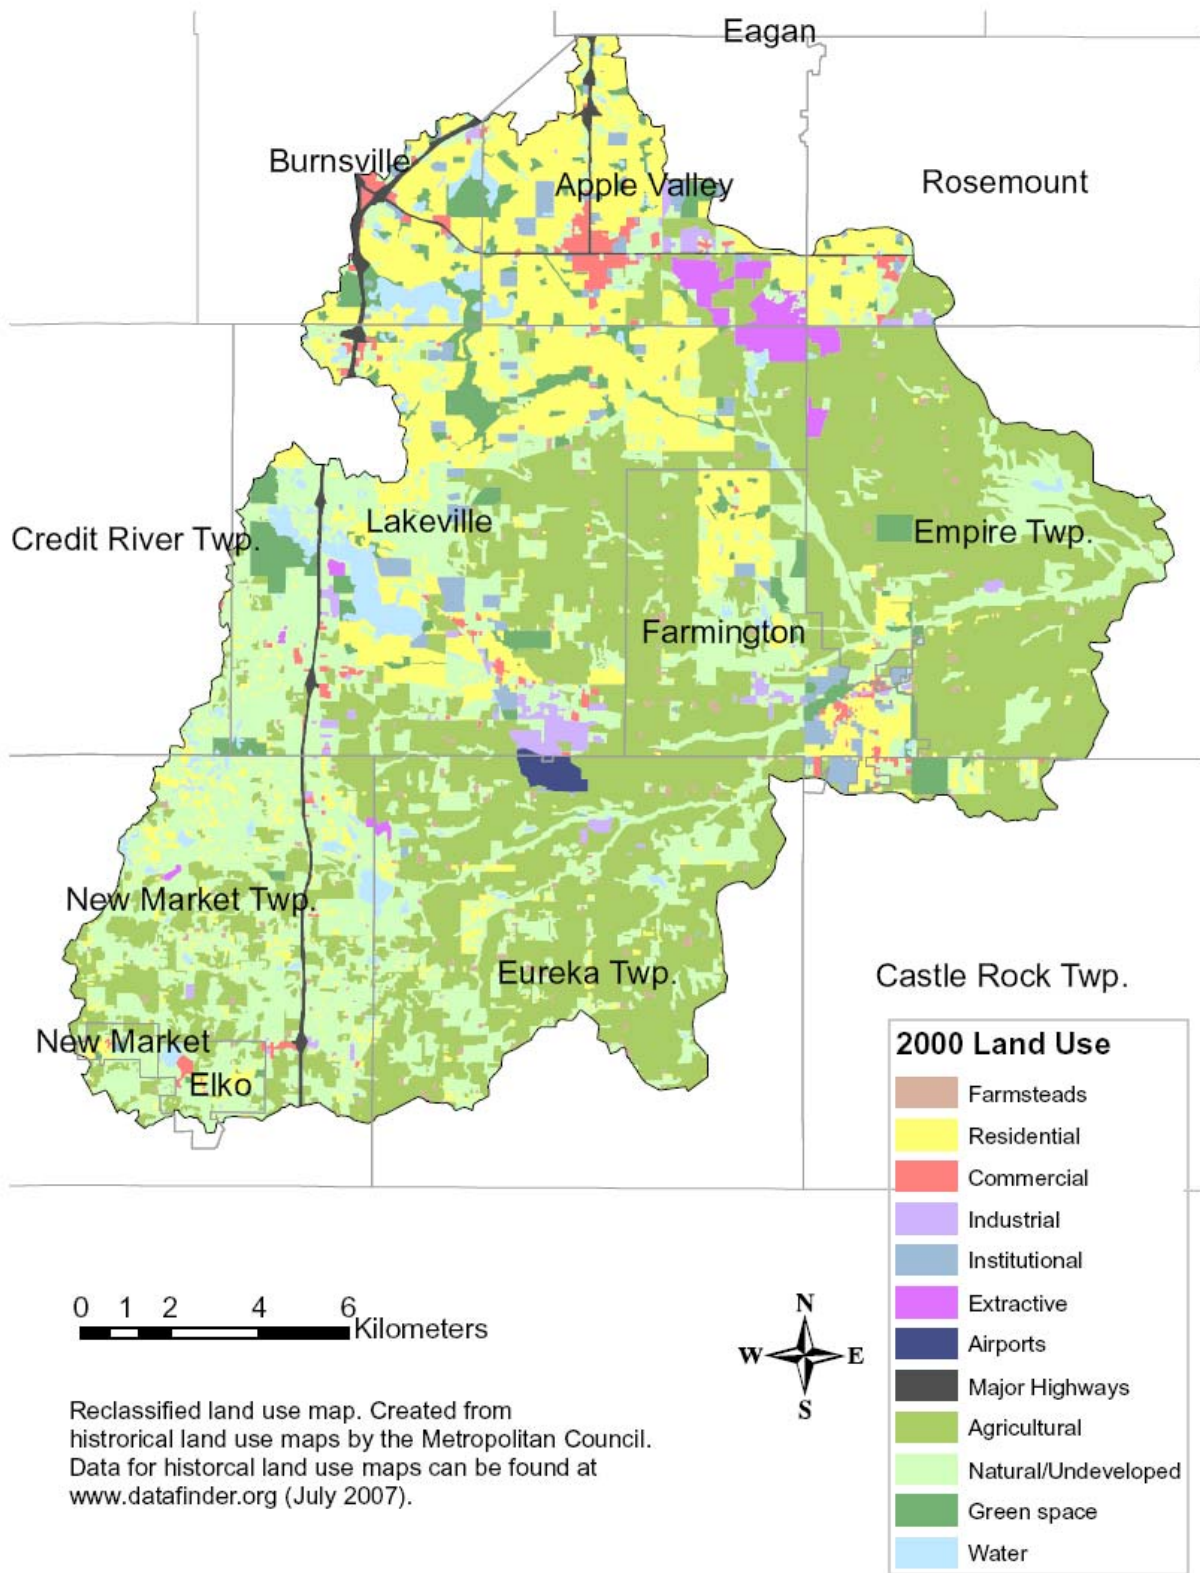 Eagan
Burnsville
Apple Valley
Rosemount
Lakeville
Credit River Twp.
Empire Twp.
Farmington
New Market Twp.
Eureka Twp.
Castle Rock Twp.
New Market
Elko
2000 Land Use
Farmsteads
Residential
Commercial
Industrial
Institutional
Extractive
Airports
Major Highways
Agricultural
Natural/Undeveloped
Green space
Water
0 1 2 4 6
Kilometers
N
W E
S
Reclassified land use map. Created from
histrorical land use maps by the Metropolitan Council.
Data for historcal land use maps can be found at
www.datafinder.org (July 2007).